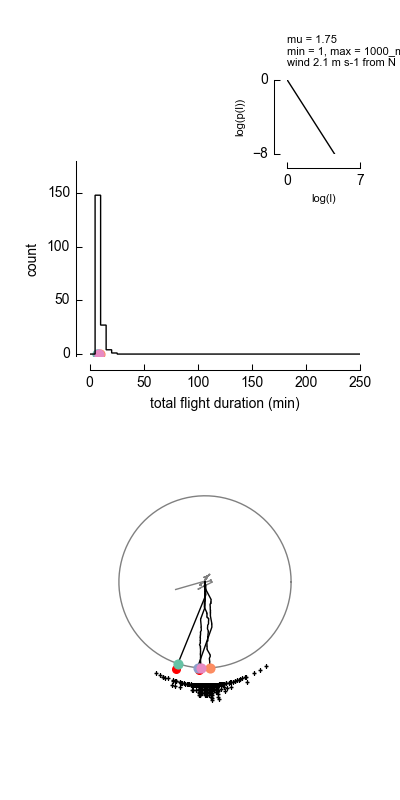 mu = 1.75
min = 1, max = 1000_m
wind 2.1 m s-1 from N
0
log(p(l))
−8
0
7
log(l)
150
100
50
0
count
0
50
100
150
200
250
total flight duration (min)